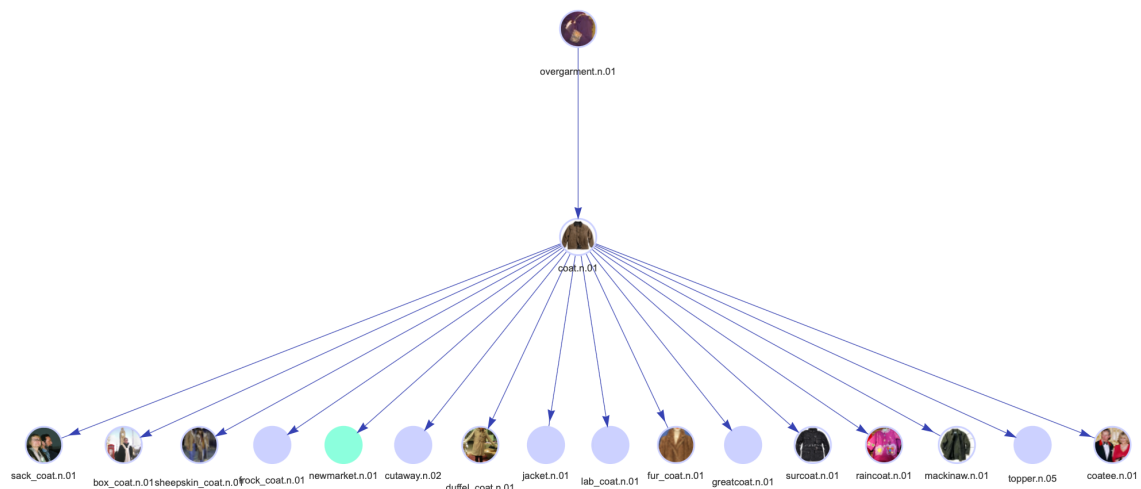 overgarment.n.01
coat.n.01
sack_coat.n.01
box_coat.n.01
sheepskin_coat.n.01
frock_coat.n.01
newmarket.n.01
cutaway.n.02
duffel_coat.n.01
jacket.n.01
lab_coat.n.01
fur_coat.n.01
greatcoat.n.01
surcoat.n.01
raincoat.n.01
mackinaw.n.01
topper.n.05
coatee.n.01